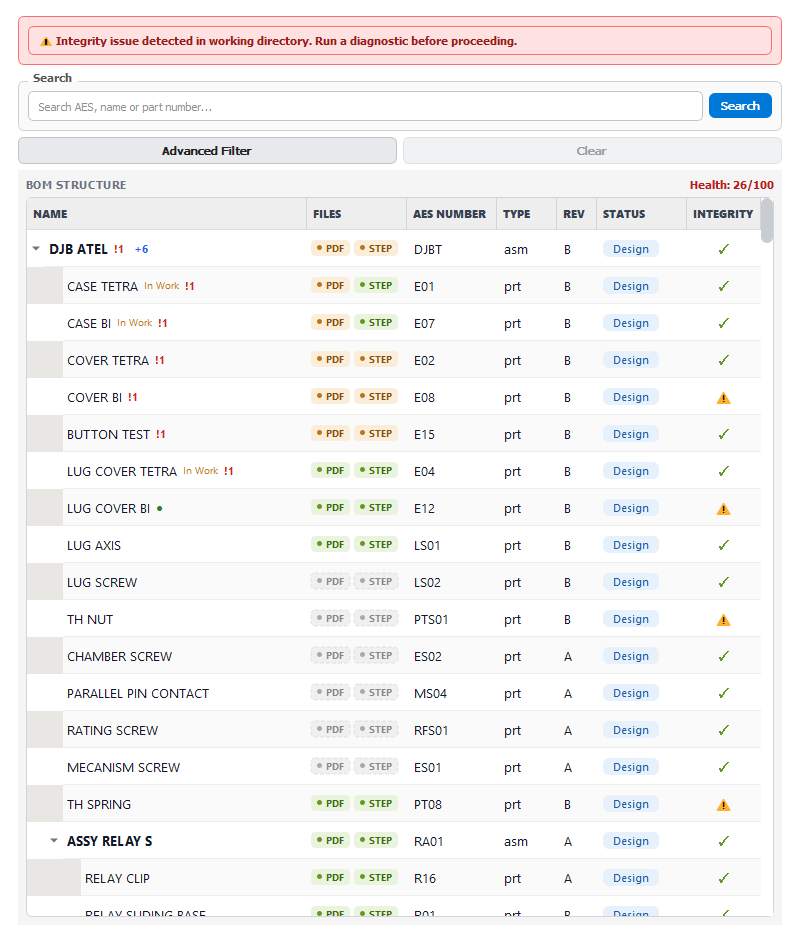 ⚠ Integrity issue detected in working directory. Run a diagnostic before proceeding.
Search
Search AES, name or part number...
Search
Advanced Filter
Clear
BOM STRUCTURE
Health: 26/100
NAME FILES AES NUMBER TYPE REV STATUS INTEGRITY
DJB ATEL !1 +6 PDF STEP DJBT asm B Design ✓
CASE TETRA In Work !1 PDF STEP E01 prt B Design ✓
CASE BI In Work !1 PDF STEP E07 prt B Design ✓
COVER TETRA !1 PDF STEP E02 prt B Design ✓
COVER BI !1 PDF STEP E08 prt B Design ⚠
BUTTON TEST !1 PDF STEP E15 prt B Design ✓
LUG COVER TETRA In Work !1 PDF STEP E04 prt B Design ✓
LUG COVER BI PDF STEP E12 prt B Design ⚠
LUG AXIS PDF STEP LS01 prt B Design ✓
LUG SCREW PDF STEP LS02 prt B Design ✓
TH NUT PDF STEP PTS01 prt B Design ⚠
CHAMBER SCREW PDF STEP ES02 prt A Design ✓
PARALLEL PIN CONTACT PDF STEP MS04 prt A Design ✓
RATING SCREW PDF STEP RFS01 prt A Design ✓
MECANISM SCREW PDF STEP ES01 prt A Design ✓
TH SPRING PDF STEP PT08 prt B Design ⚠
ASSY RELAY S PDF STEP RA01 asm A Design ✓
RELAY CLIP PDF STEP R16 prt A Design ✓
RELAY SLIDING BASE PDF STEP R01 prt B Design